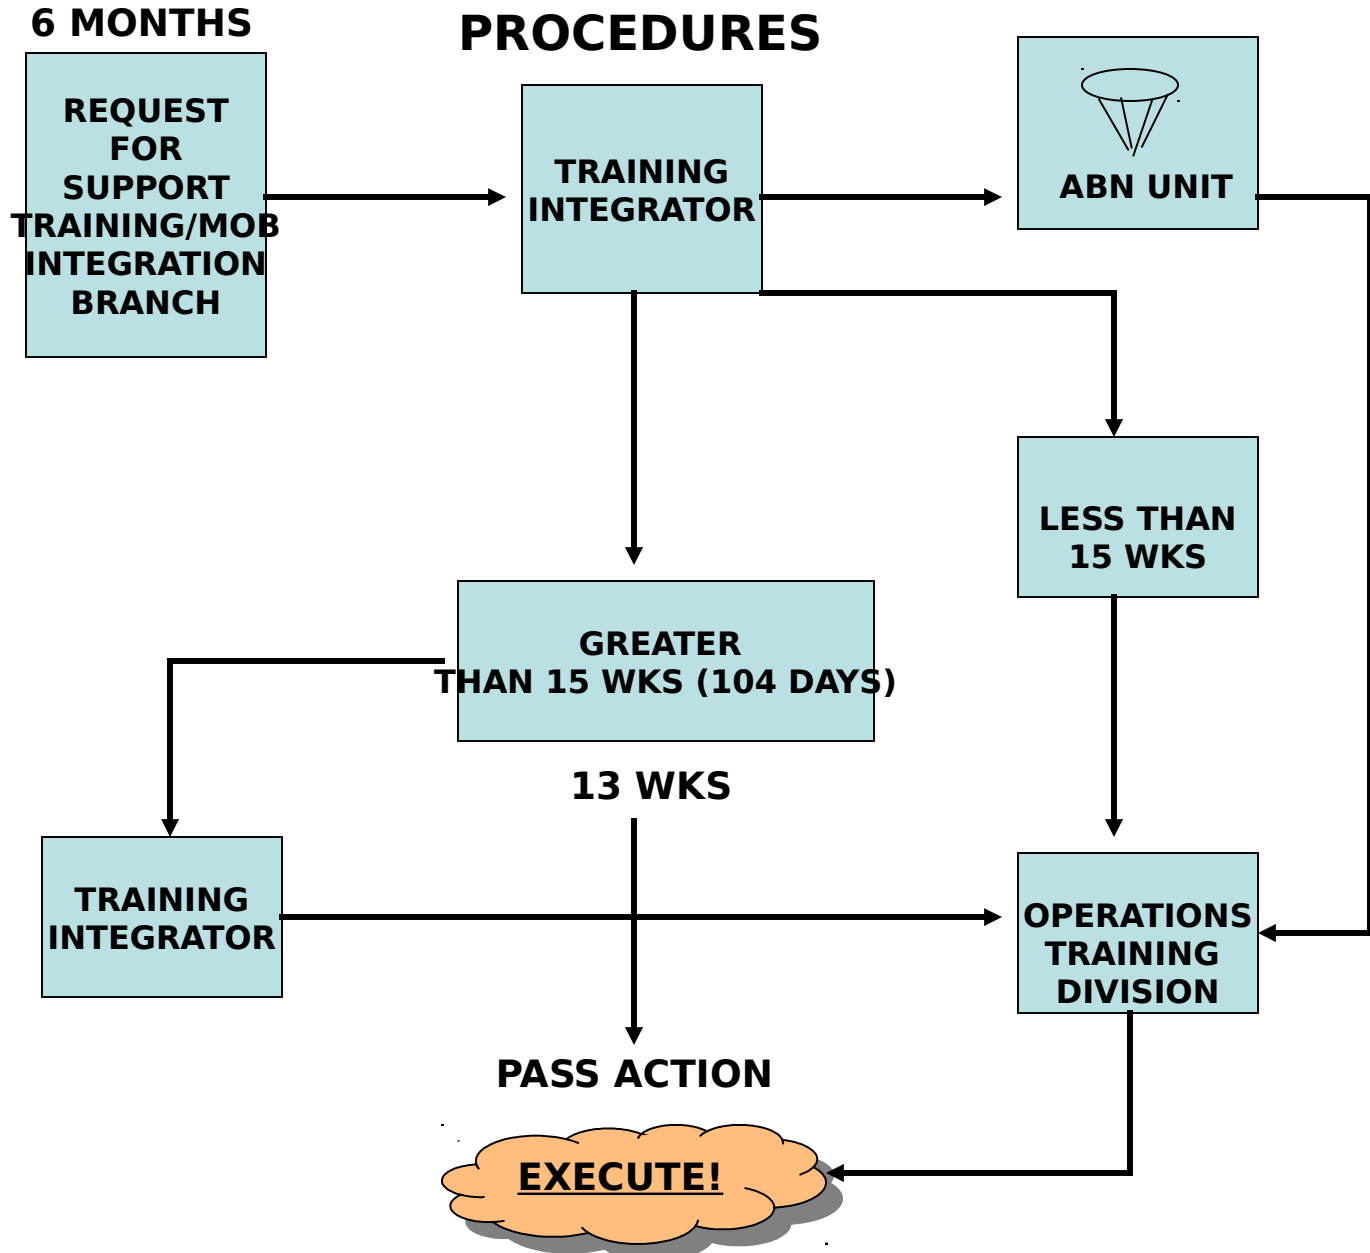 6 MONTHS
PROCEDURES
REQUEST
FOR
SUPPORT
TRAINING/MOB
INTEGRATION
BRANCH
TRAINING
INTEGRATOR
ABN UNIT
LESS THAN
15 WKS
GREATER
THAN 15 WKS (104 DAYS)
13 WKS
TRAINING
INTEGRATOR
OPERATIONS
TRAINING
DIVISION
PASS ACTION
EXECUTE!